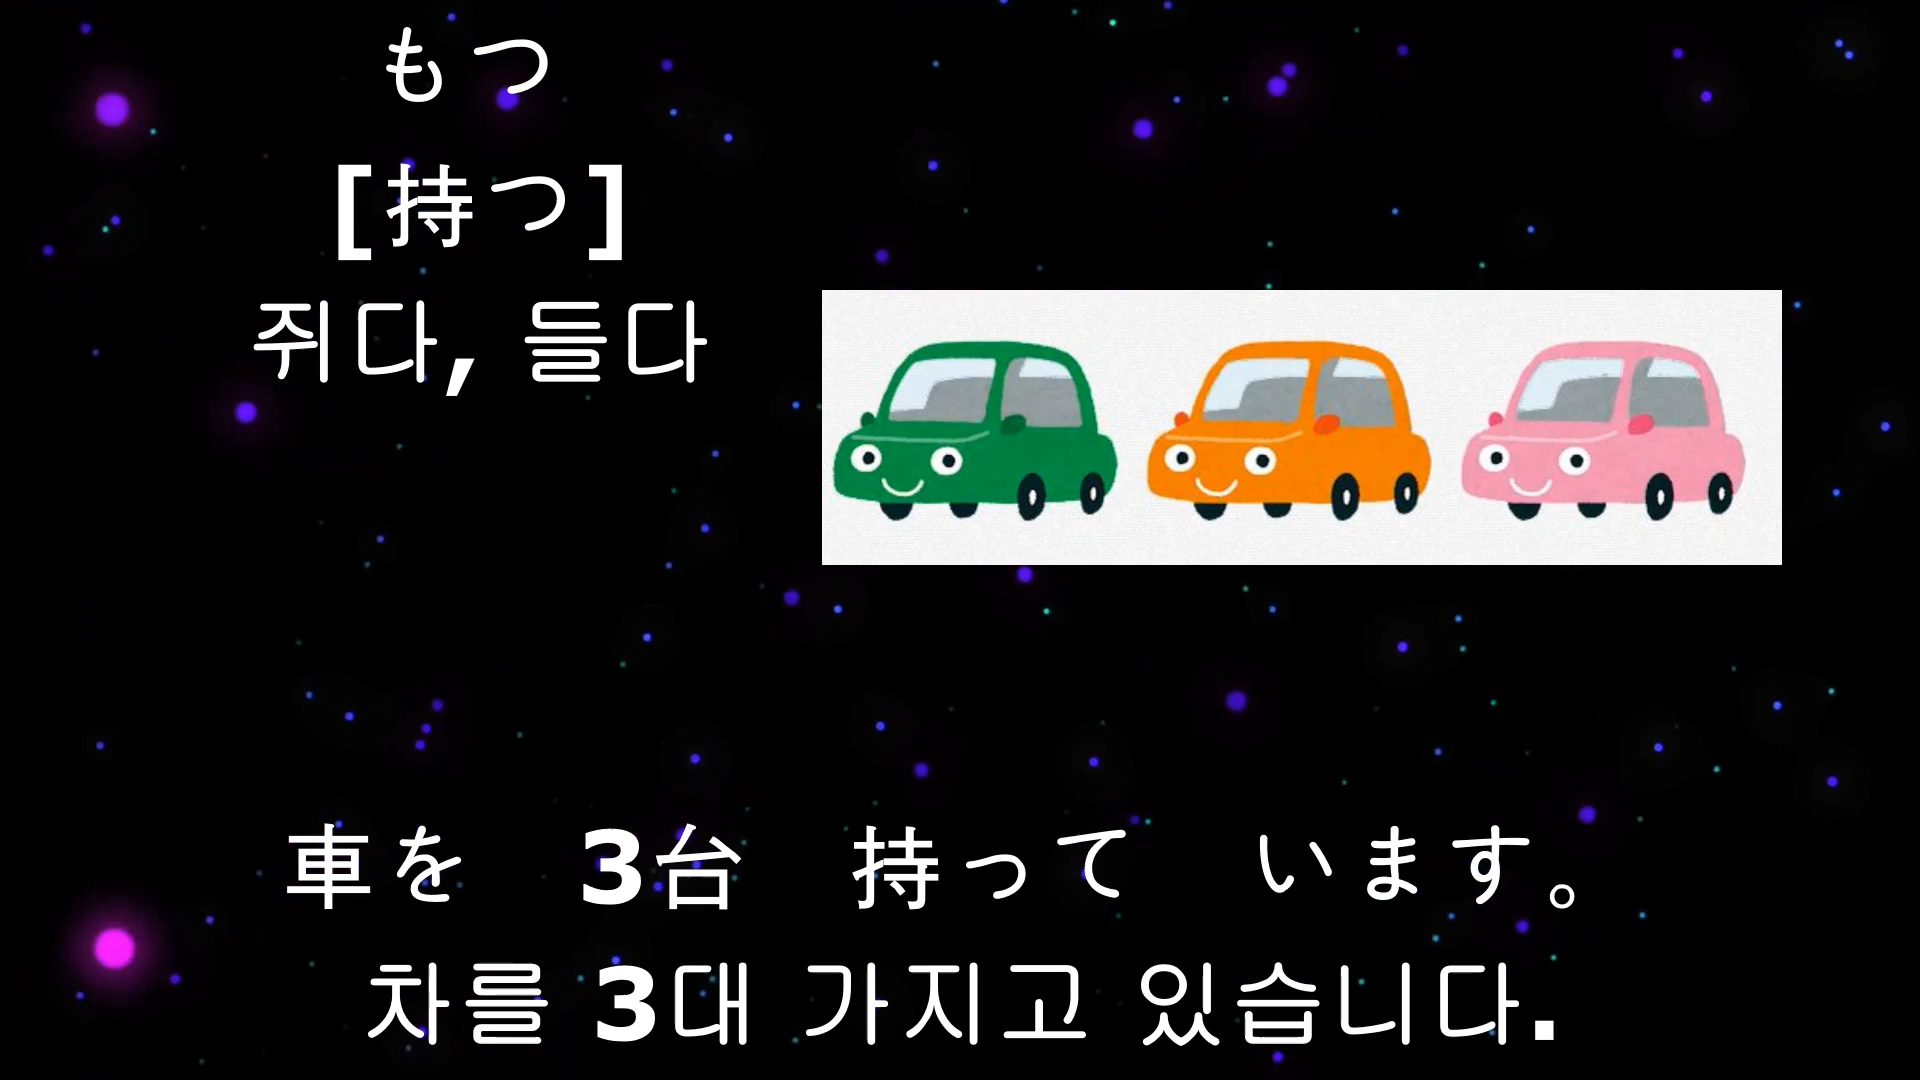 もつ
[持つ]
쥐다, 들다
車を　3台　持って　います。
차를 3대 가지고 있습니다.